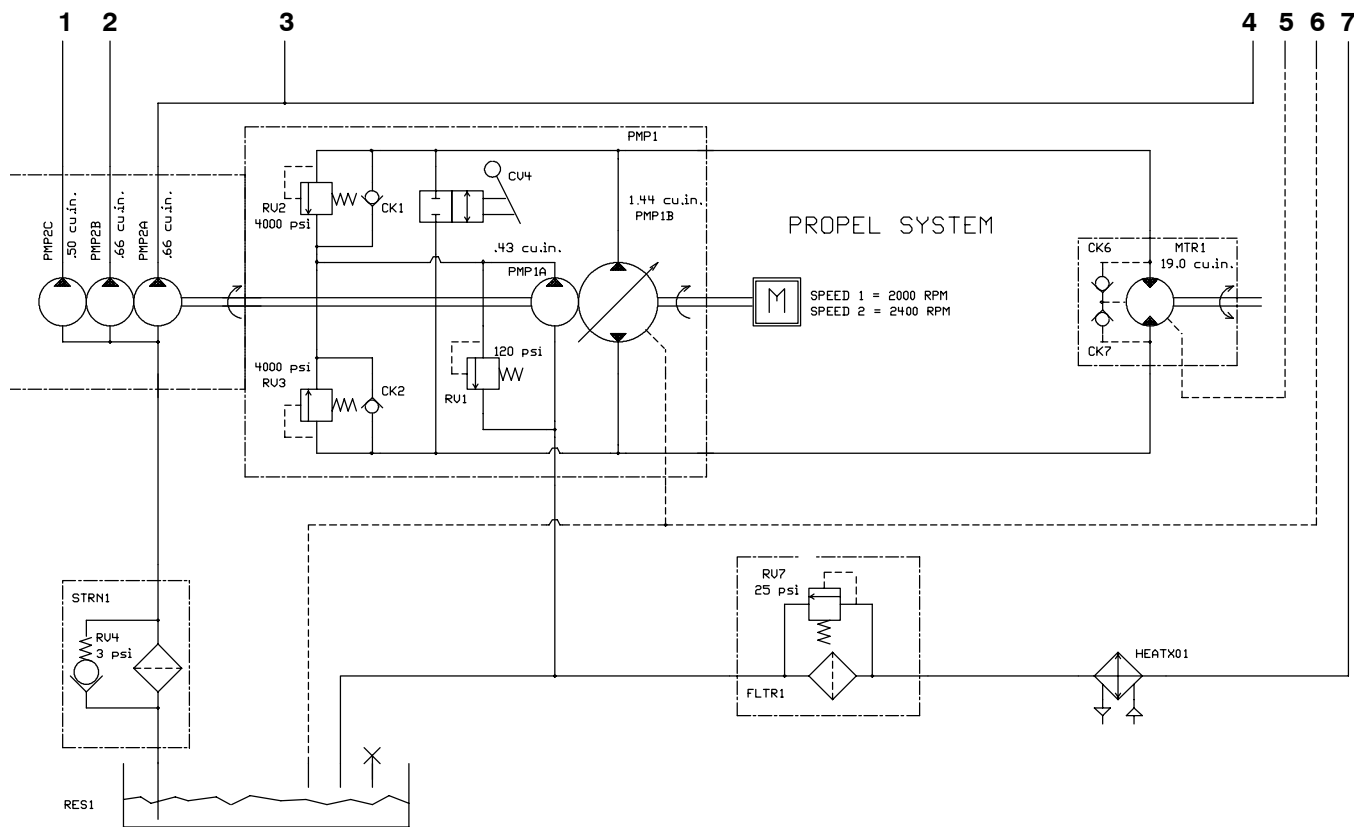 1 2 3 4 5 6 7
PMP1
PMP2C
.50 cu.in.
PMP2B
.66 cu.in.
PMP2A
.66 cu.in.
RV2
4000 psi
CK1
CV4
1.44 cu.in.
PMP1B
.43 cu.in.
PMP1A
PROPEL SYSTEM
CK6
MTR1
19.0 cu.in.
M
SPEED 1 = 2000 RPM
SPEED 2 = 2400 RPM
CK7
4000 psi
RV3
CK2
120 psi
RV1
STRN1
RV4
3 psi
RV7
25 psi
FLTR1
HEATX01
RES1